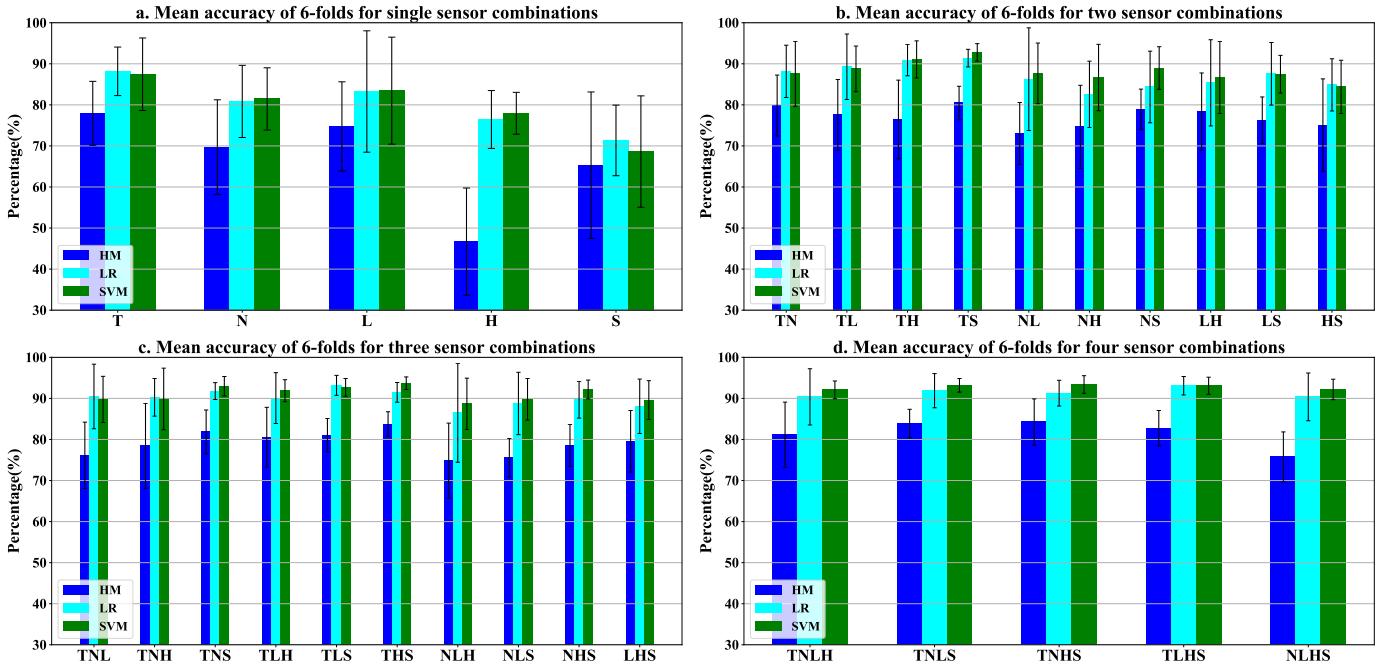 a. Mean accuracy of 6-folds for single sensor combinations
Percentage(%)
100
90
80
70
60
50
40
30
HM
LR
SVM
T N L H S
b. Mean accuracy of 6-folds for two sensor combinations
Percentage(%)
100
90
80
70
60
50
40
30
HM
LR
SVM
TN TL TH TS NL NH NS LH LS HS
c. Mean accuracy of 6-folds for three sensor combinations
Percentage(%)
100
90
80
70
60
50
40
30
HM
LR
SVM
TNL TNH TNS TLH TLS THS NLH NLS NHS LHS
d. Mean accuracy of 6-folds for four sensor combinations
Percentage(%)
100
90
80
70
60
50
40
30
HM
LR
SVM
TNLH TNLS TNHS TLHS NLHS